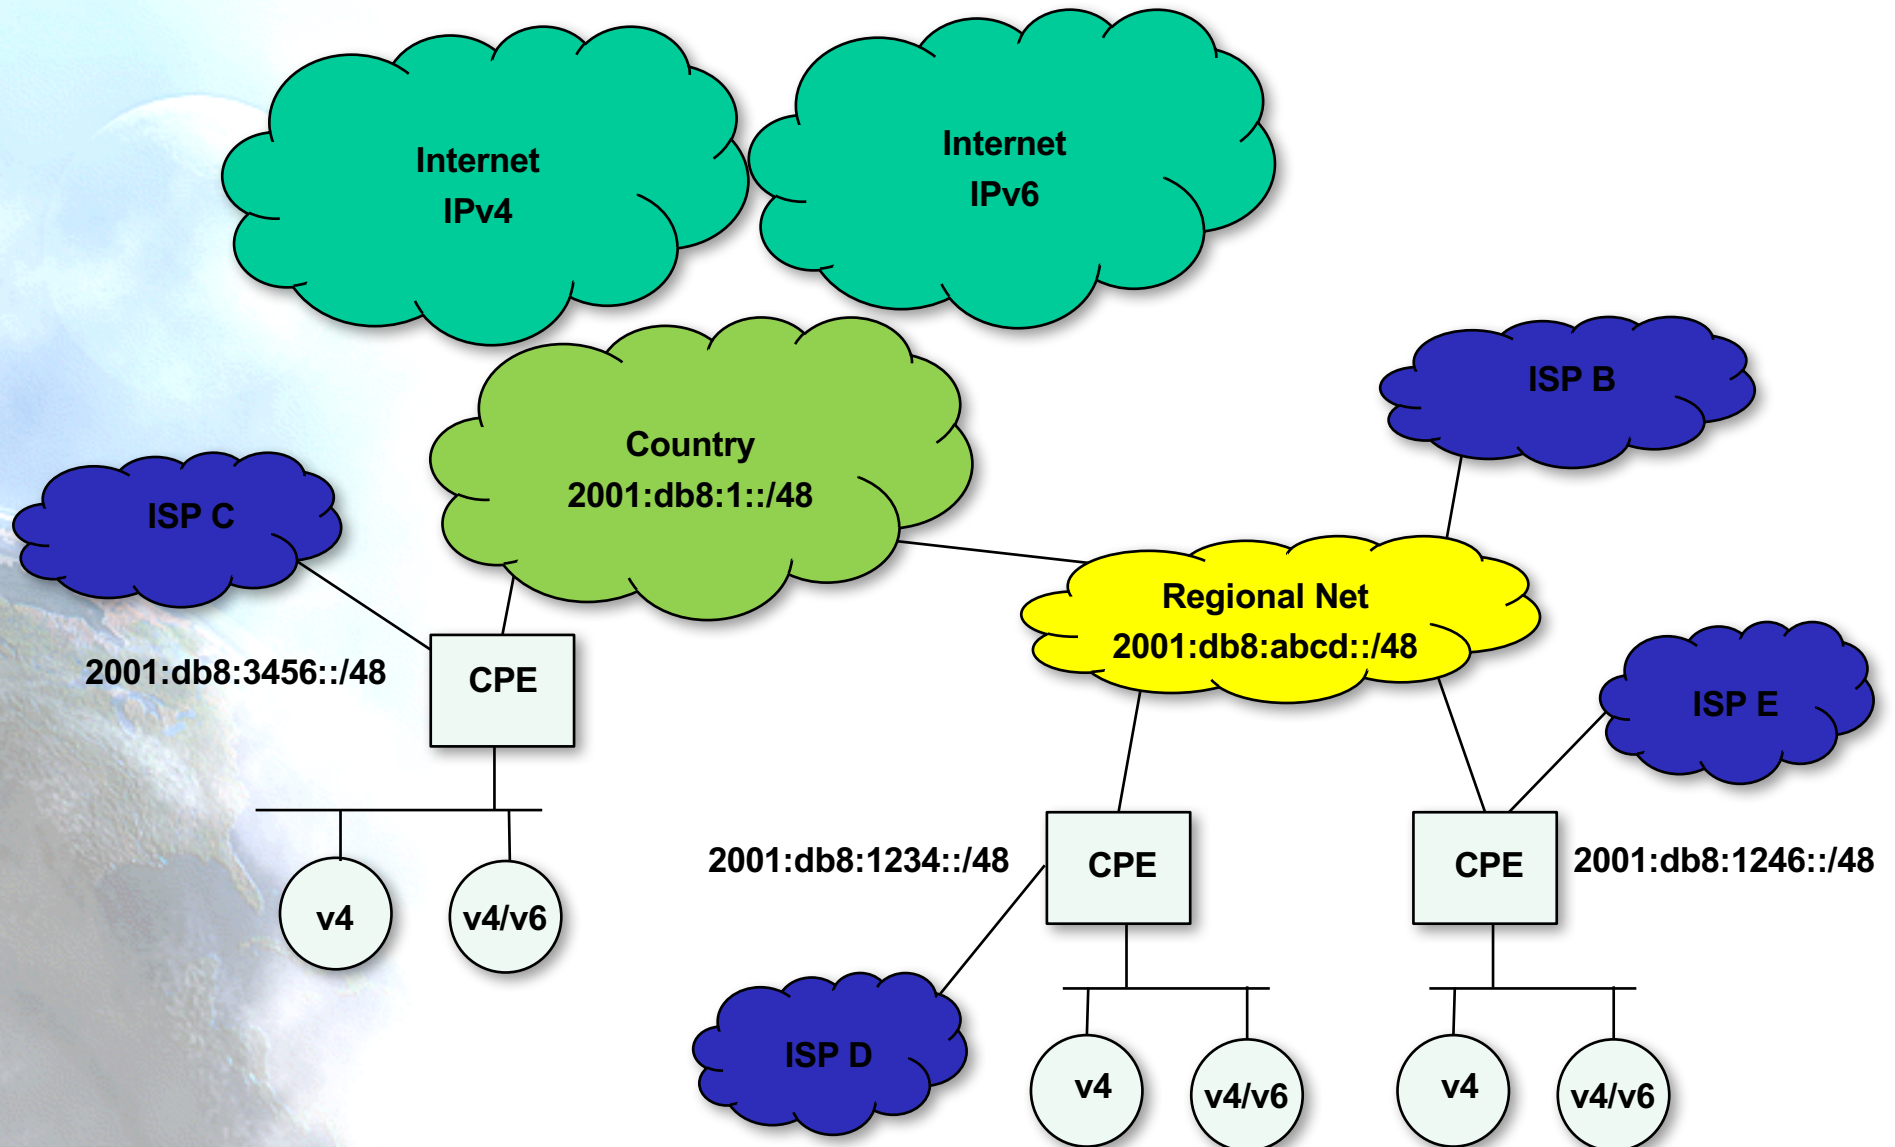 Internet
IPv4
Internet
IPv6
ISP B
Country
2001:db8:1::/48
ISP C
Regional Net
2001:db8:abcd::/48
2001:db8:3456::/48
CPE
ISP E
2001:db8:1234::/48
CPE
CPE
2001:db8:1246::/48
v4
v4/v6
ISP D
v4
v4/v6
v4
v4/v6